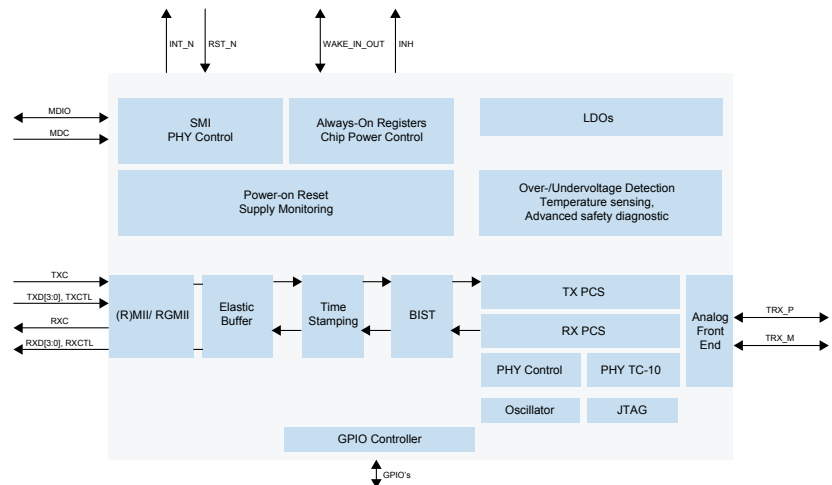 INT_N
RST_N
WAKE_IN_OUT
INH
MDIO
MDC
SMI
PHY Control
Always-On Registers
Chip Power Control
LDOs
Power-on Reset
Supply Monitoring
Over-/Undervoltage Detection
Temperature sensing,
Advanced safety diagnostic
TXC
TXD[3:0], TXCTL
RXC
RXD[3:0], RXCTL
(R)MII/ RGMII
Elastic
Buffer
Time
Stamping
BIST
TX PCS
RX PCS
PHY Control
PHY TC-10
Oscillator
JTAG
Analog
Front
End
TRX_P
TRX_M
GPIO Controller
GPIO's